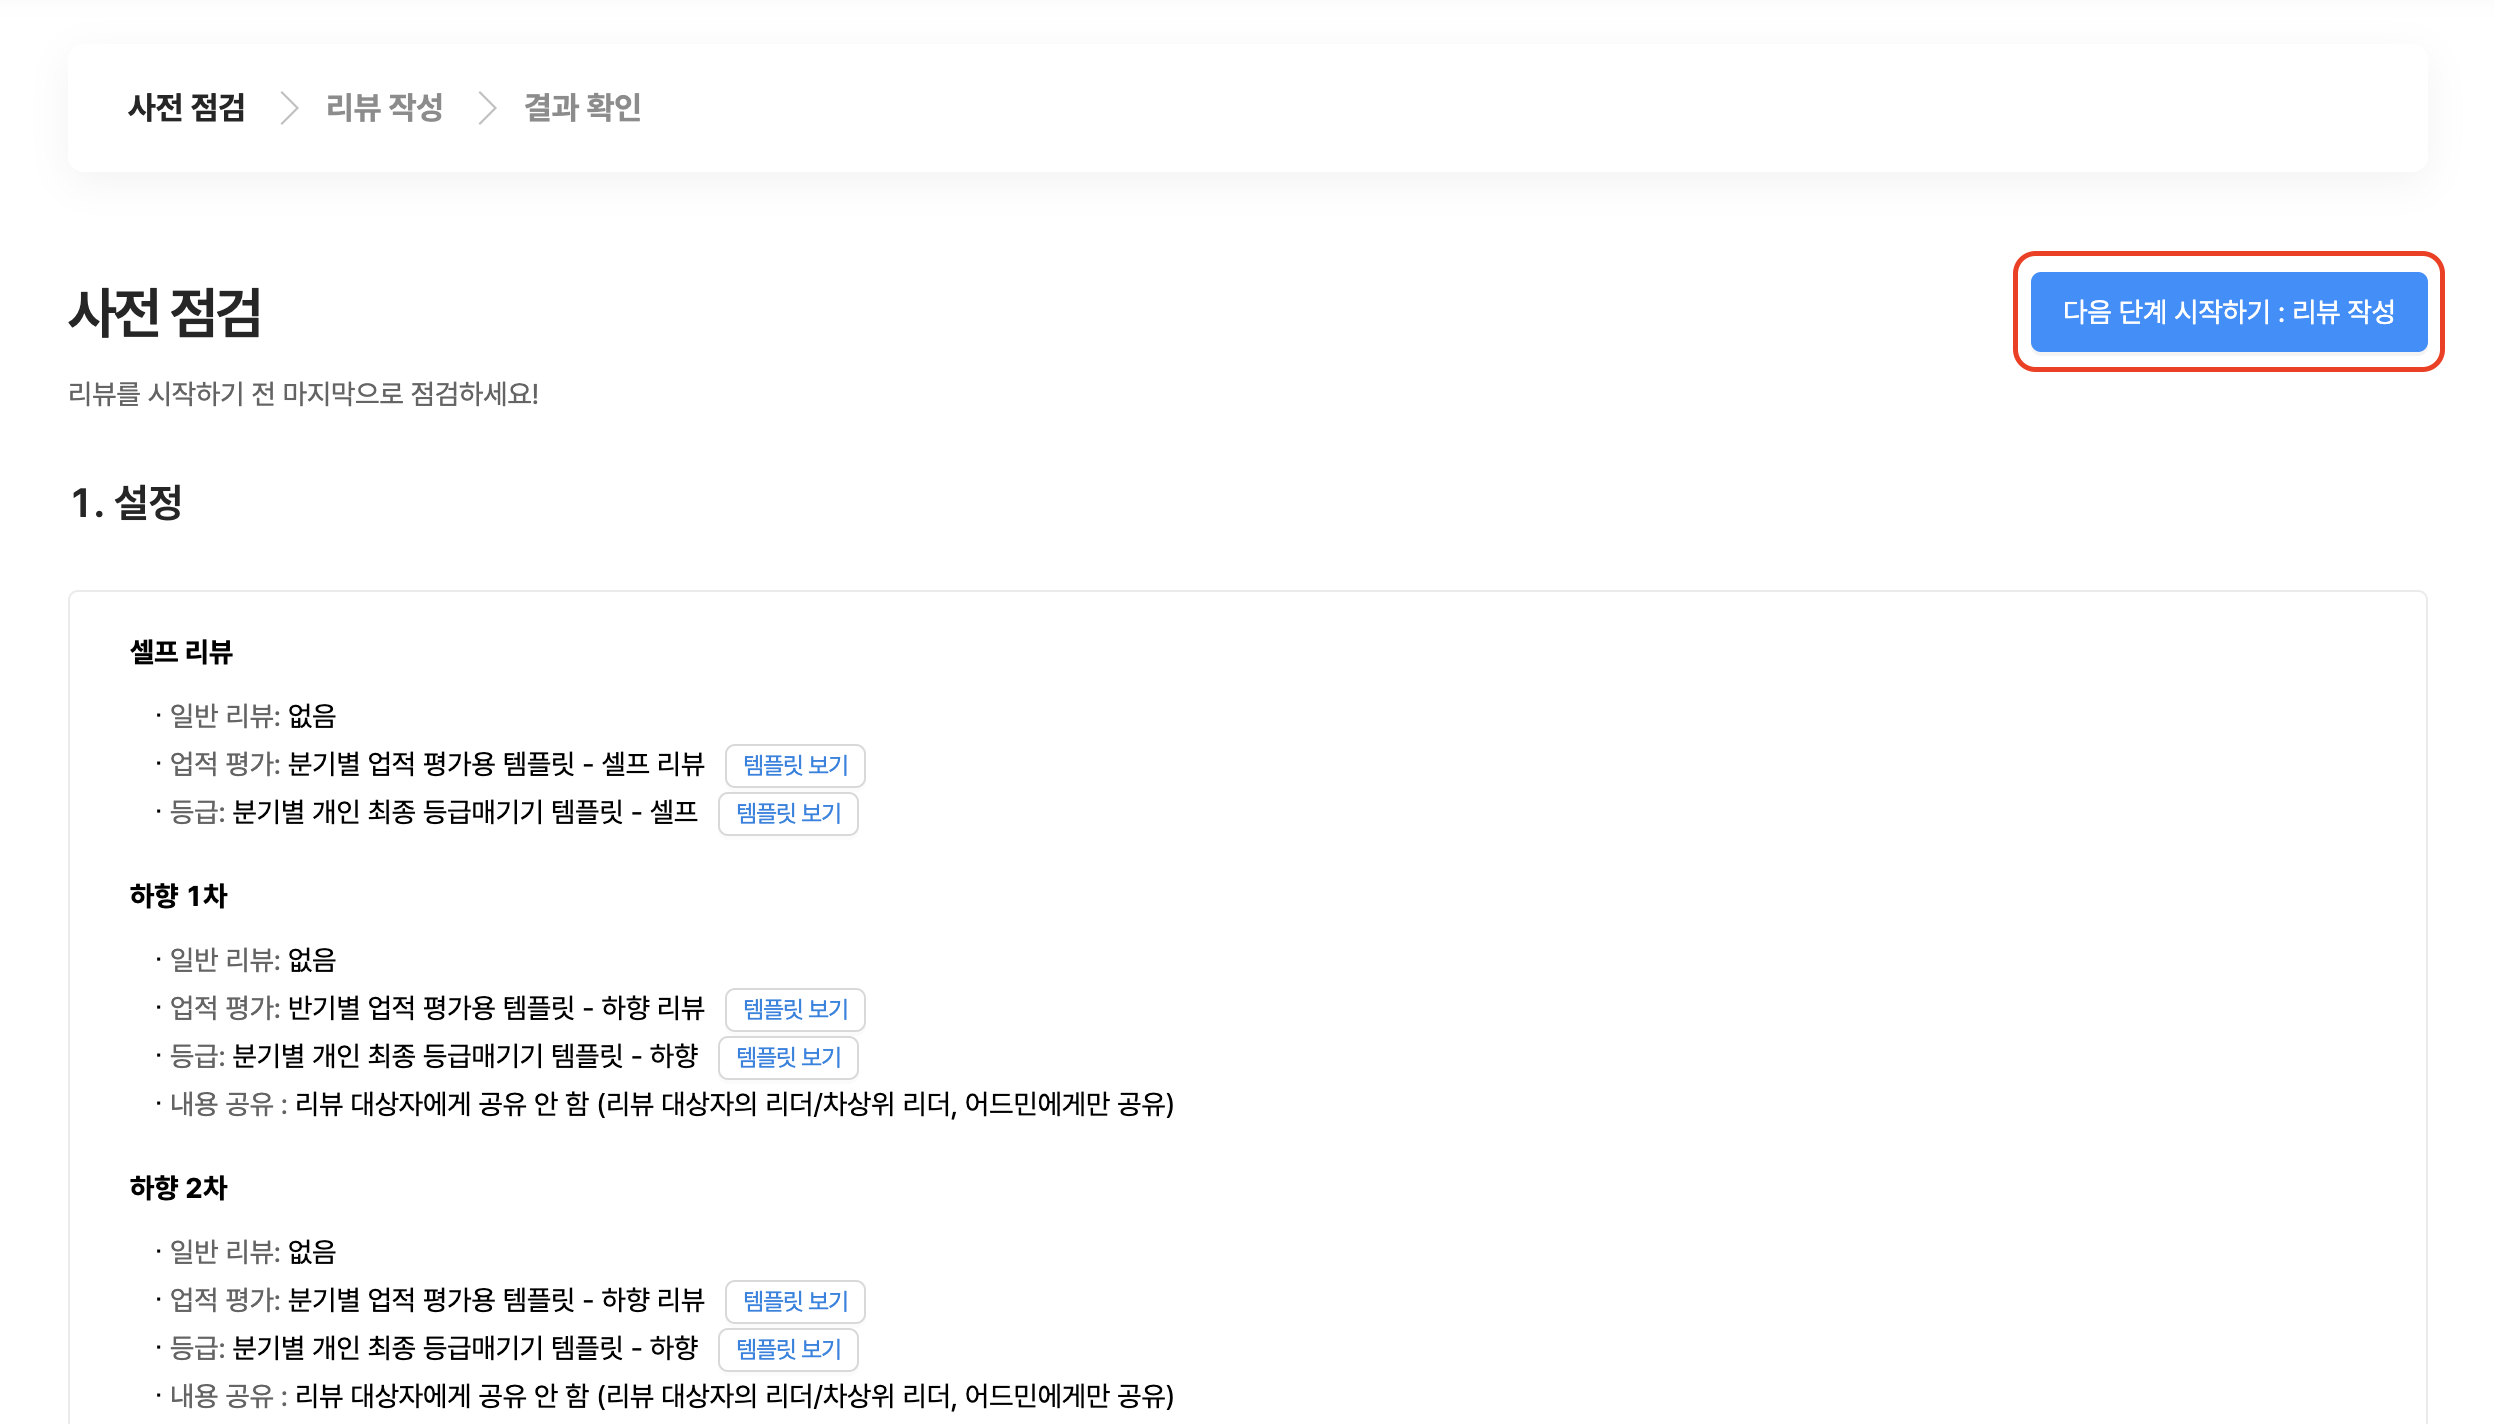 사전 점검 리뷰 작성 결과 확인
사전 점검
다음 단계 시작하기 : 리뷰 작성
리뷰를 시작하기 전 마지막으로 점검하세요!
1. 설정
셀프 리뷰
· 일반 리뷰: 없음
· 업적 평가: 분기별 업적 평가용 템플릿 - 셀프 리뷰 템플릿 보기
· 등급: 분기별 개인 최종 등급매기기 템플릿 - 셀프 템플릿 보기
하향 1차
· 일반 리뷰: 없음
· 업적 평가: 반기별 업적 평가용 템플릿 - 하향 리뷰 템플릿 보기
· 등급: 분기별 개인 최종 등급매기기 템플릿 - 하향 템플릿 보기
· 내용 공유 : 리뷰 대상자에게 공유 안 함 (리뷰 대상자의 리더/차상위 리더, 어드민에게만 공유)
하향 2차
· 일반 리뷰: 없음
· 업적 평가: 분기별 업적 평가용 템플릿 - 하향 리뷰 템플릿 보기
· 등급: 분기별 개인 최종 등급매기기 템플릿 - 하향 템플릿 보기
· 내용 공유 : 리뷰 대상자에게 공유 안 함 (리뷰 대상자의 리더/차상위 리더, 어드민에게만 공유)